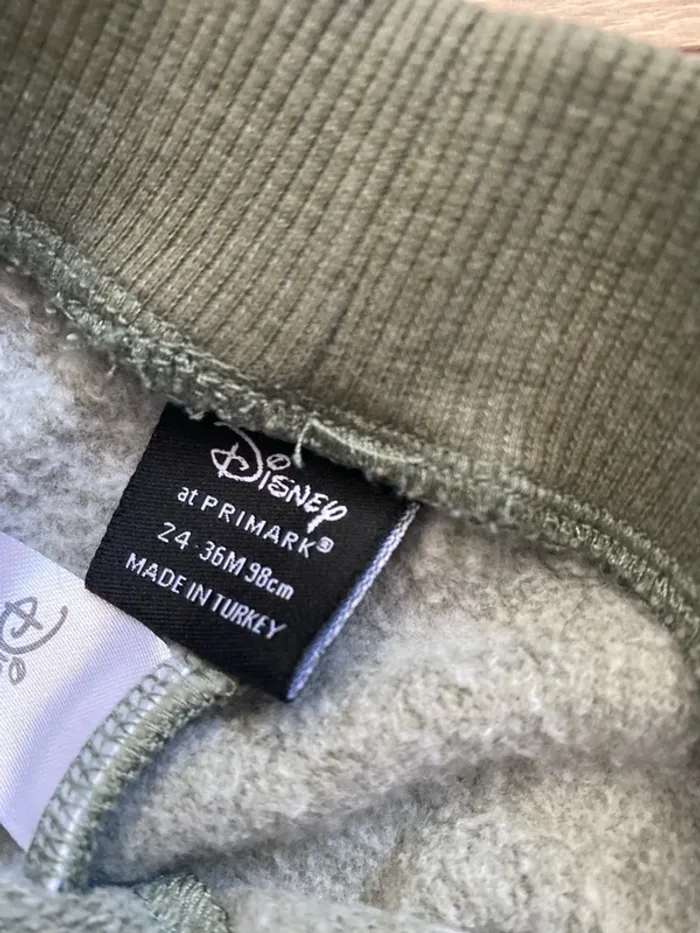 Disney
at PRIMARK®
24-36M 98cm
MADE IN TURKEY